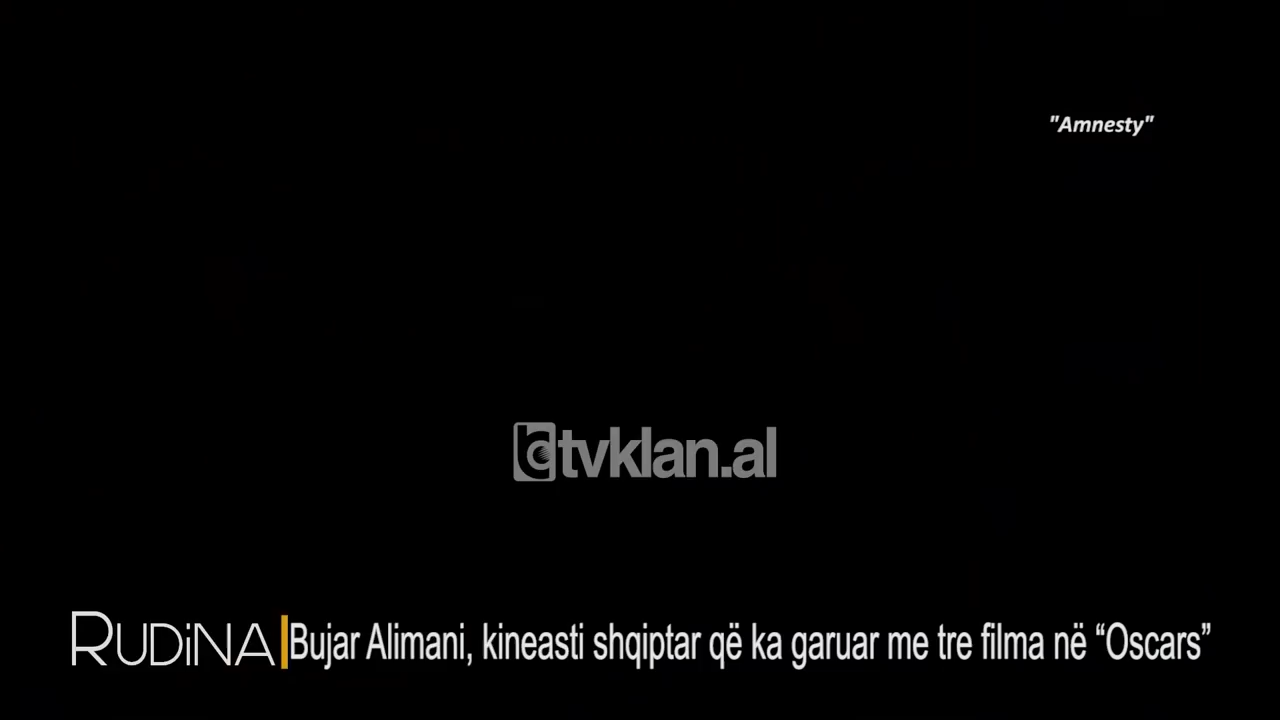 "Amnesty"
tvklan.al
RUDiNA
Bujar Alimani, kineasti shqiptar që ka garuar me tre filma në “Oscars”